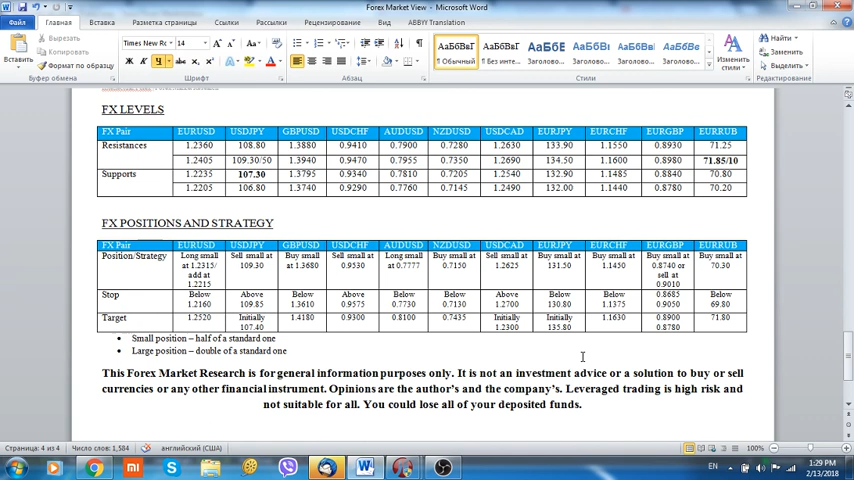 Forex Market View - Microsoft Word
Файл Главная Вставка Разметка страницы Ссылки Рассылки Рецензирование Вид ABBYY Translation
Вставить
Вырезать
Копировать
Формат по образцу
Буфер обмена
Times New Ro 14
Ж К Ч abc x₂ x²
Шрифт
Абзац
АаБбВвГ АаБбВвГ АаБбВ АаБбВв АаБбВв АаБбВв
¶ Обычный ¶ Без инте... Заголово... Заголово... Заголово... Заголово...
Стили
Изменить стили
Найти
Заменить
Выделить
Редактирование
FX LEVELS
FX Pair EURUSD USDJPY GBPUSD USDCHF AUDUSD NZDUSD USDCAD EURJPY EURCHF EURGBP EURRUB
Resistances 1.2360 108.80 1.3880 0.9410 0.7900 0.7280 1.2630 133.90 1.1550 0.8930 71.25
1.2405 109.30/50 1.3940 0.9470 0.7955 0.7350 1.2690 134.50 1.1600 0.8980 71.85/10
Supports 1.2235 107.30 1.3795 0.9340 0.7810 0.7205 1.2540 132.90 1.1485 0.8840 70.80
1.2205 106.80 1.3740 0.9290 0.7760 0.7145 1.2490 132.00 1.1440 0.8780 70.20
FX POSITIONS AND STRATEGY
FX Pair EURUSD USDJPY GBPUSD USDCHF AUDUSD NZDUSD USDCAD EURJPY EURCHF EURGBP EURRUB
Position/Strategy Long small Sell small at Buy small Sell small at Long small Buy small at Sell small at Buy small at Buy small at Buy small at Buy small at
at 1.2315/ 109.30 at 1.3680 0.9530 at 0.7777 0.7150 1.2625 131.50 1.1450 0.8740 or 70.30
add at sell at
1.2215 0.9010
Stop Below Above Below Above Below Below Above Below Below 0.8685 Below
1.2160 109.85 1.3610 0.9575 0.7730 0.7130 1.2700 130.80 1.1375 0.9050 69.80
Target 1.2520 Initially 1.4180 0.9300 0.8100 0.7435 Initially Initially 1.1630 0.8900 71.80
107.40 1.2300 135.80 0.8780
• Small position – half of a standard one
• Large position – double of a standard one
This Forex Market Research is for general information purposes only. It is not an investment advice or a solution to buy or sell
currencies or any other financial instrument. Opinions are the author's and the company's. Leveraged trading is high risk and
not suitable for all. You could lose all of your deposited funds.
Страница: 4 из 4 Число слов: 1,584 английский (США) 100%
EN 1:29 PM
2/13/2018